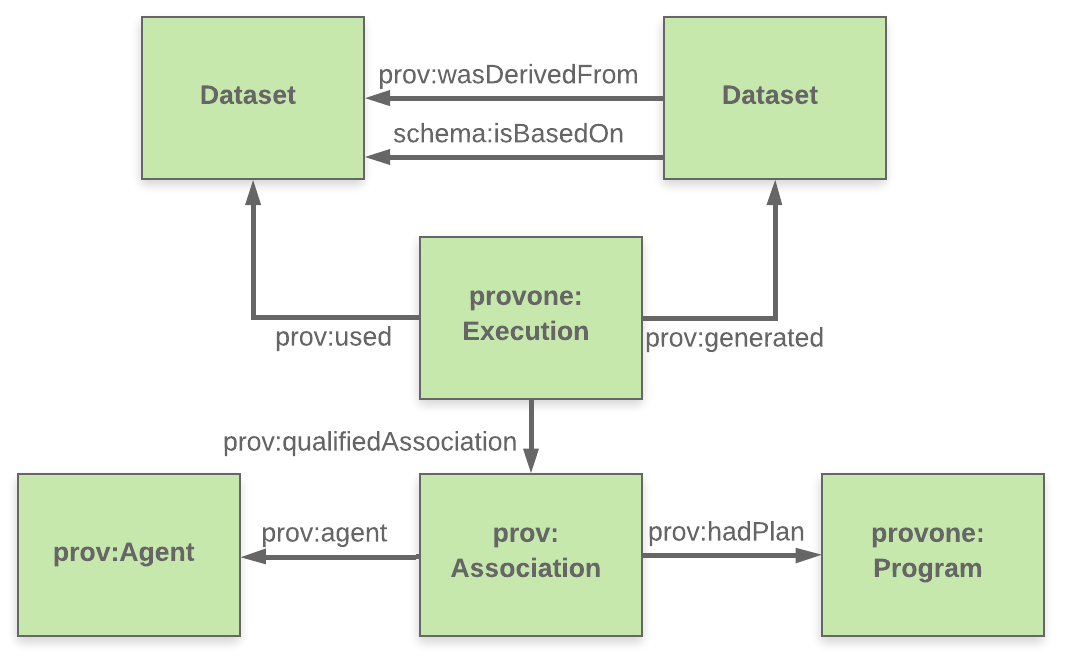 Dataset
prov:wasDerivedFrom
Dataset
schema:isBasedOn
provone:
Execution
prov:used
prov:generated
prov:qualifiedAssociation
prov:Agent
prov:agent
prov:
Association
prov:hadPlan
provone:
Program